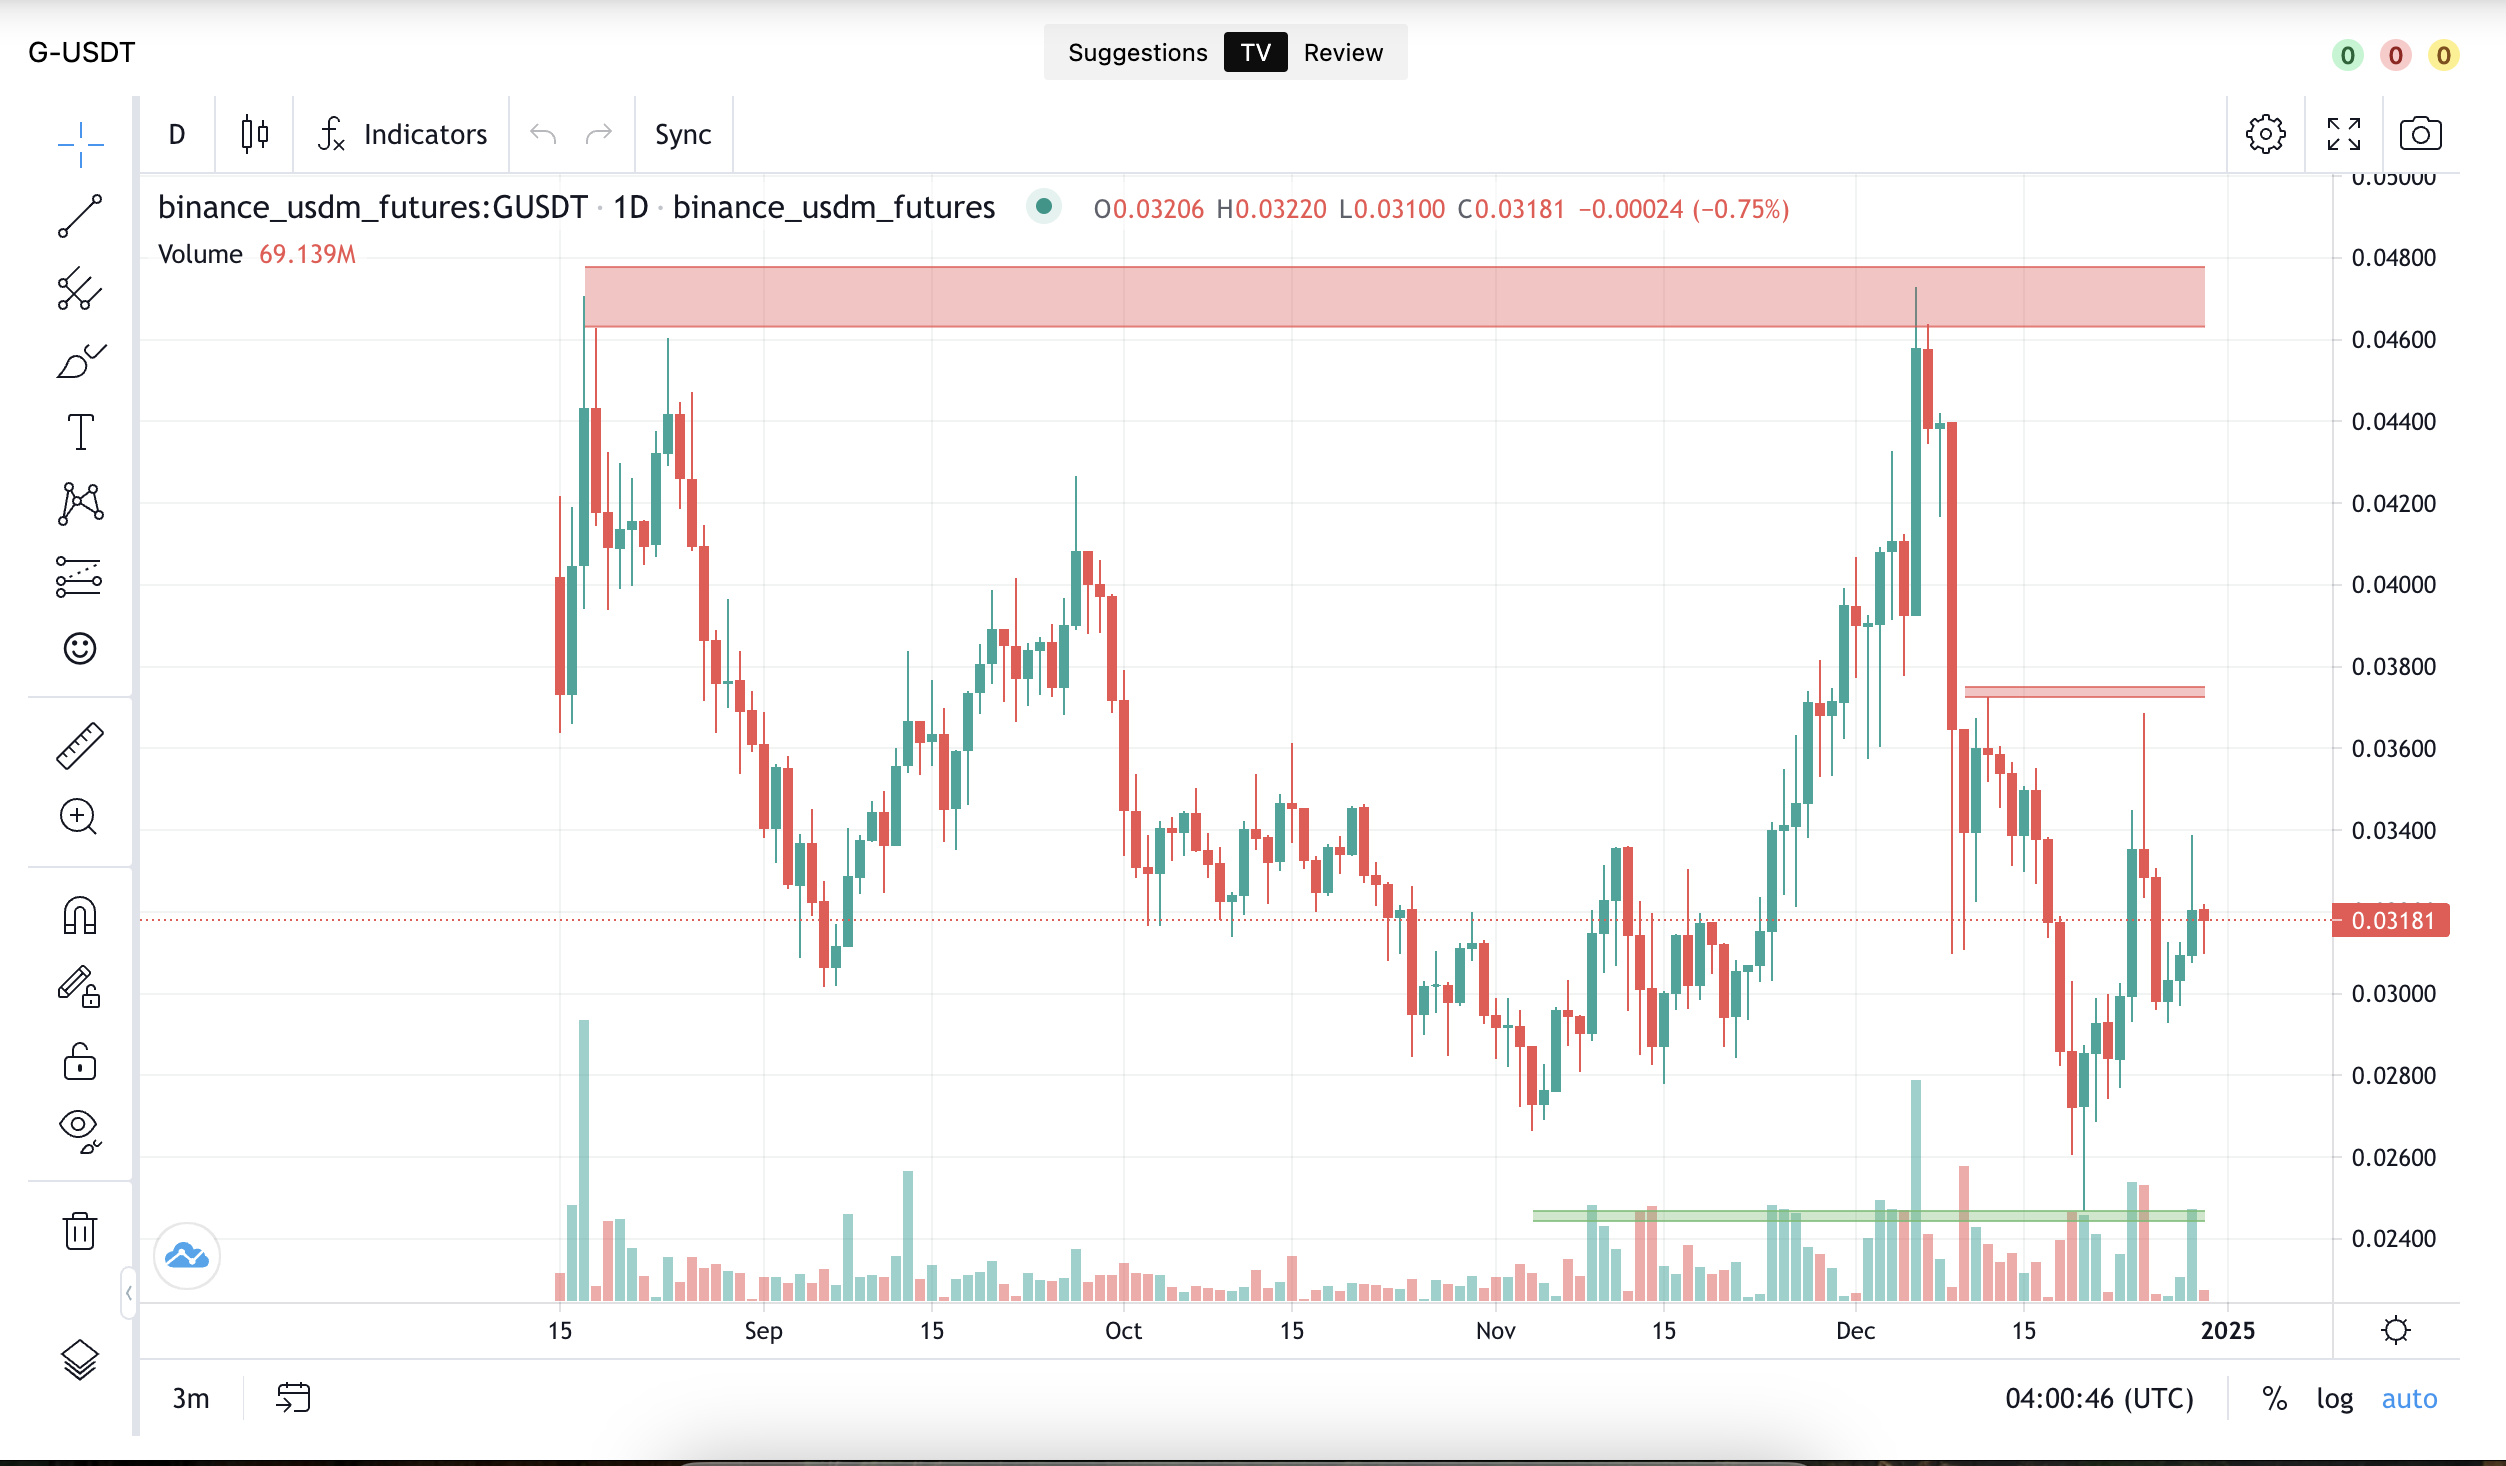 G-USDT
Suggestions TV Review
0 0 0
D Indicators Sync
binance_usdm_futures:GUSDT · 1D · binance_usdm_futures O0.03206 H0.03220 L0.03100 C0.03181 −0.00024 (−0.75%)
Volume 69.139M
0.05000
0.04800
0.04600
0.04400
0.04200
0.04000
0.03800
0.03600
0.03400
0.03181
0.03000
0.02800
0.02600
0.02400
15 Sep 15 Oct 15 Nov 15 Dec 15 2025
3m 04:00:46 (UTC) % log auto